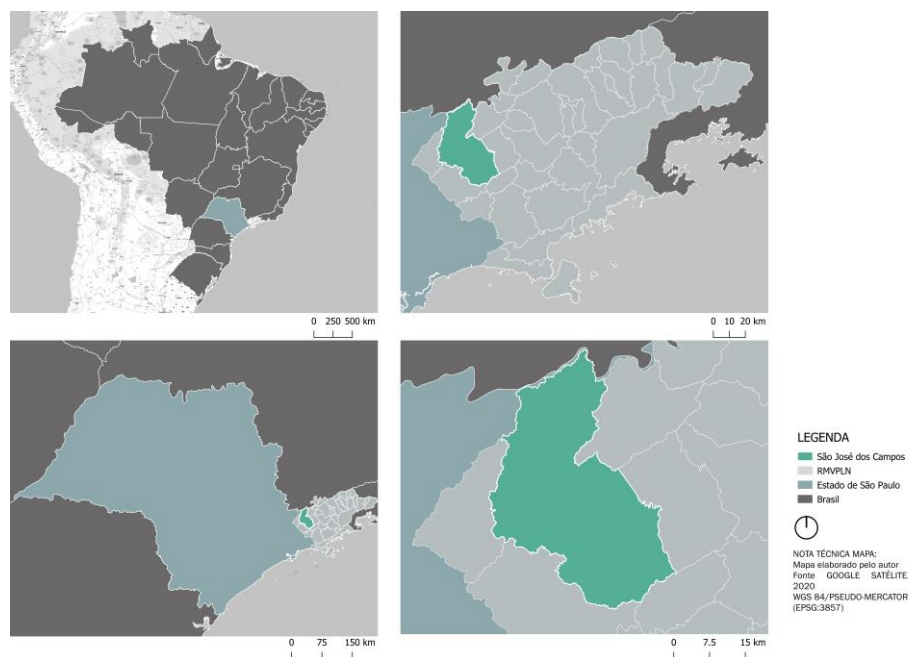 0 250 500 km
0 10 20 km
0 75 150 km
0 7.5 15 km
LEGENDA
São José dos Campos
RMVPLN
Estado de São Paulo
Brasil
NOTA TÉCNICA MAPA:
Mapa elaborado pelo autor
Fonte GOOGLE SATÉLITE,
2020
WGS 84/PSEUDO-MERCATOR
(EPSG:3857)